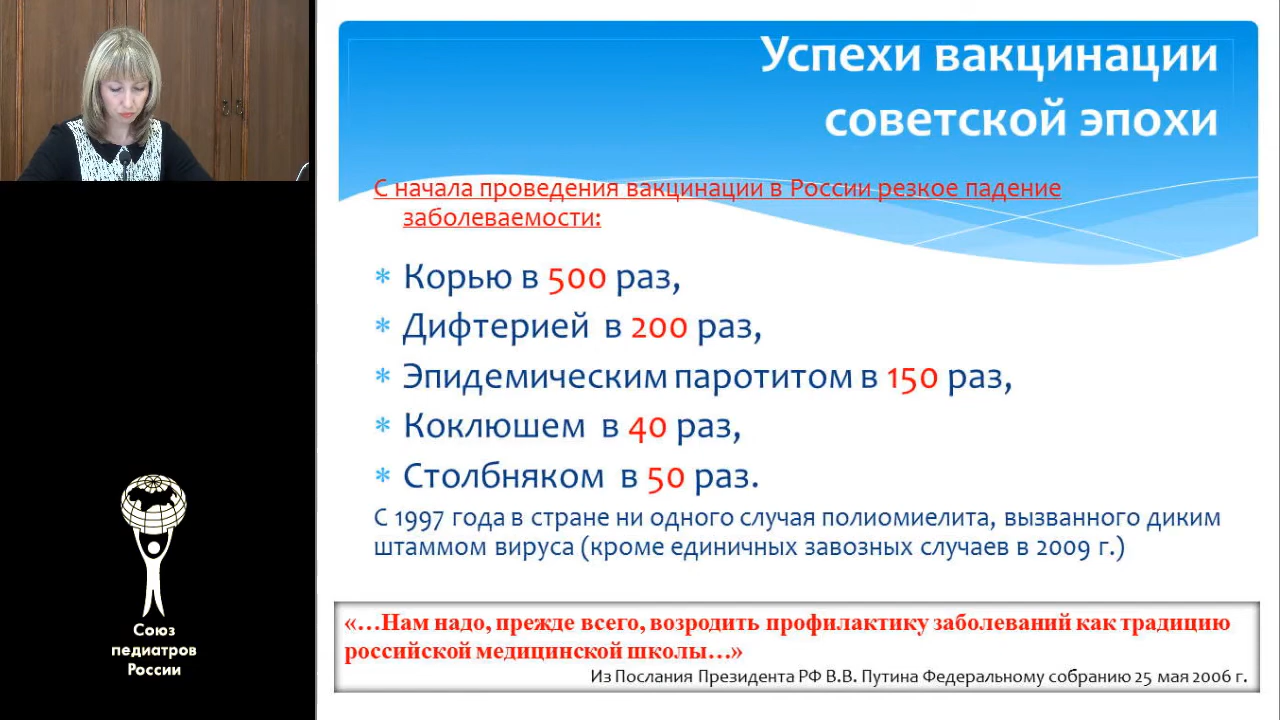 Успехи вакцинации
советской эпохи
С начала проведения вакцинации в России резкое падение
заболеваемости:
* Корью в 500 раз,
* Дифтерией в 200 раз,
* Эпидемическим паротитом в 150 раз,
* Коклюшем в 40 раз,
* Столбняком в 50 раз.
С 1997 года в стране ни одного случая полиомиелита, вызванного диким
штаммом вируса (кроме единичных завозных случаев в 2009 г.)
«…Нам надо, прежде всего, возродить профилактику заболеваний как традицию
российской медицинской школы…»
Из Послания Президента РФ В.В. Путина Федеральному собранию 25 мая 2006 г.
Союз
педиатров
России